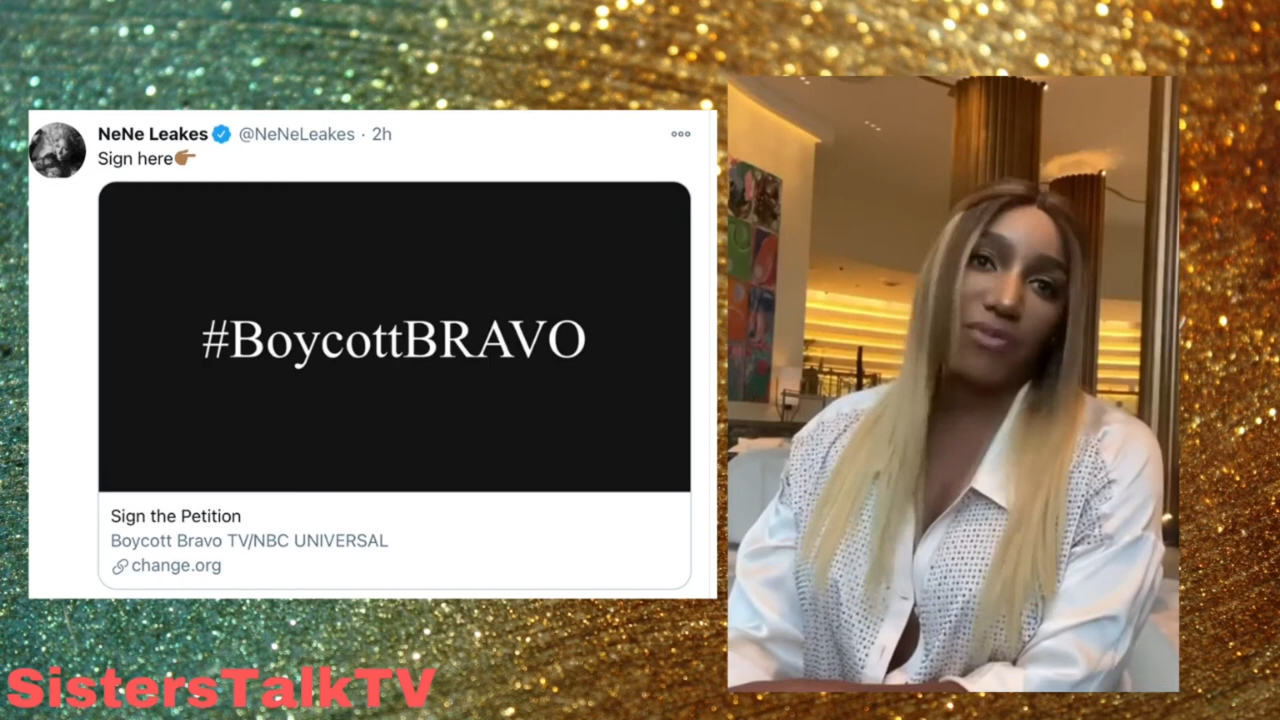 NeNe Leakes @NeNeLeakes · 2h
Sign here
#BoycottBRAVO
Sign the Petition
Boycott Bravo TV/NBC UNIVERSAL
change.org
SistersTalkTV